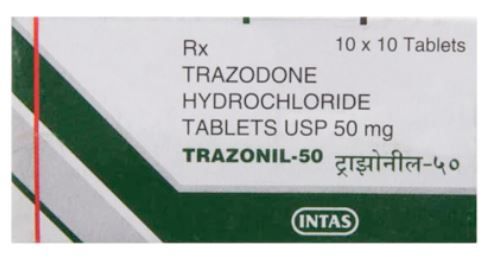 Rx 10 x 10 Tablets
TRAZODONE
HYDROCHLORIDE
TABLETS USP 50 mg
TRAZONIL-50 ट्राझोनील-५०
INTAS